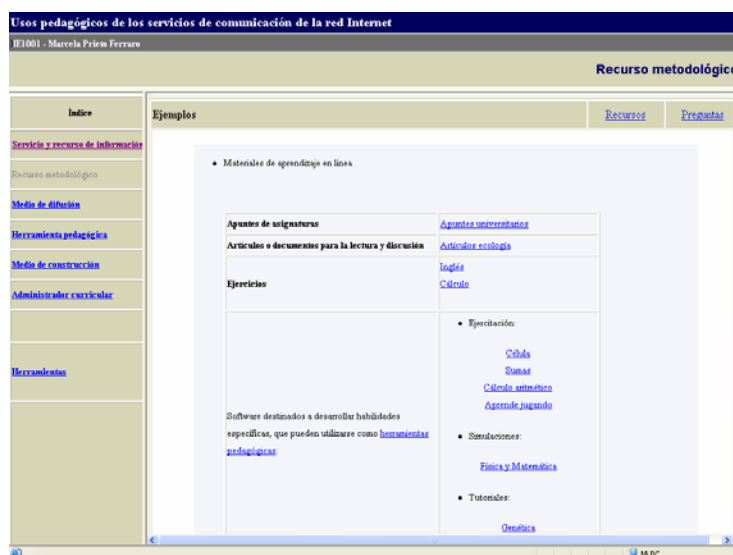 Usos pedagógicos de los servicios de comunicación de la red Internet
IE1001 - Marcela Prieto Ferraro
Recurso metodológico
Índice
Ejemplos
Recursos
Preguntas
Servicio y recurso de información
Recurso metodológico
Medio de difusión
Herramienta pedagógica
Medio de construcción
Administrador curricular
Herramientas
• Materiales de aprendizaje en línea
Apuntes de asignaturas
Apuntes universitarios
Artículos o documentos para la lectura y discusión
Artículos ecología
Ejercicios
Inglés
Cálculo
Software destinados a desarrollar habilidades
específicas, que pueden utilizarse como herramientas
pedagógicas:
• Ejercitación:
Célula
Sumas
Cálculo aritmético
Aprende jugando
• Simulaciones:
Física y Matemática
• Tutoriales:
Genética